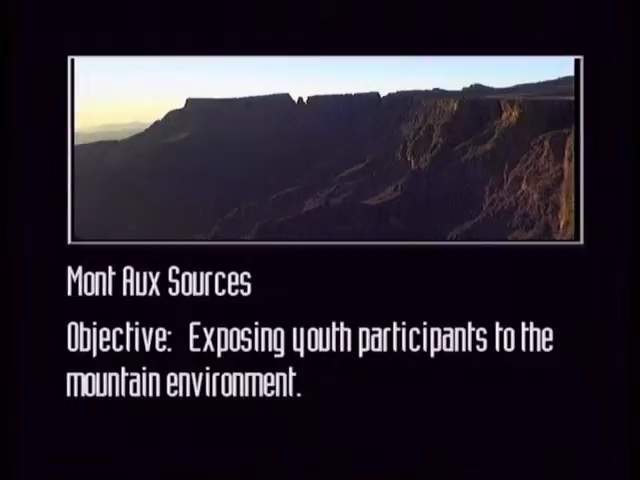 Mont Aux Sources
Objective: Exposing youth participants to the
mountain environment.